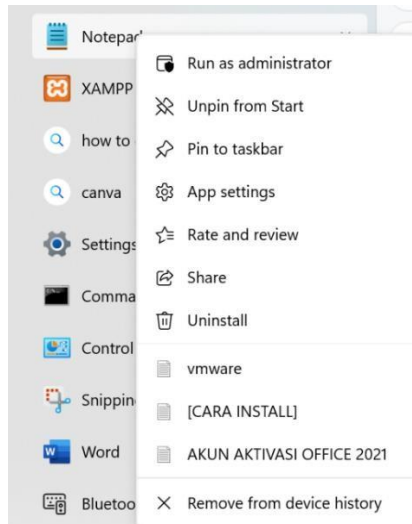 Notepad
Run as administrator
XAMPP
Unpin from Start
how to
Pin to taskbar
canva
App settings
Settings
Rate and review
Comma
Share
Control
Uninstall
Snippin
vmware
[CARA INSTALL]
Word
AKUN AKTIVASI OFFICE 2021
Bluetoo
Remove from device history